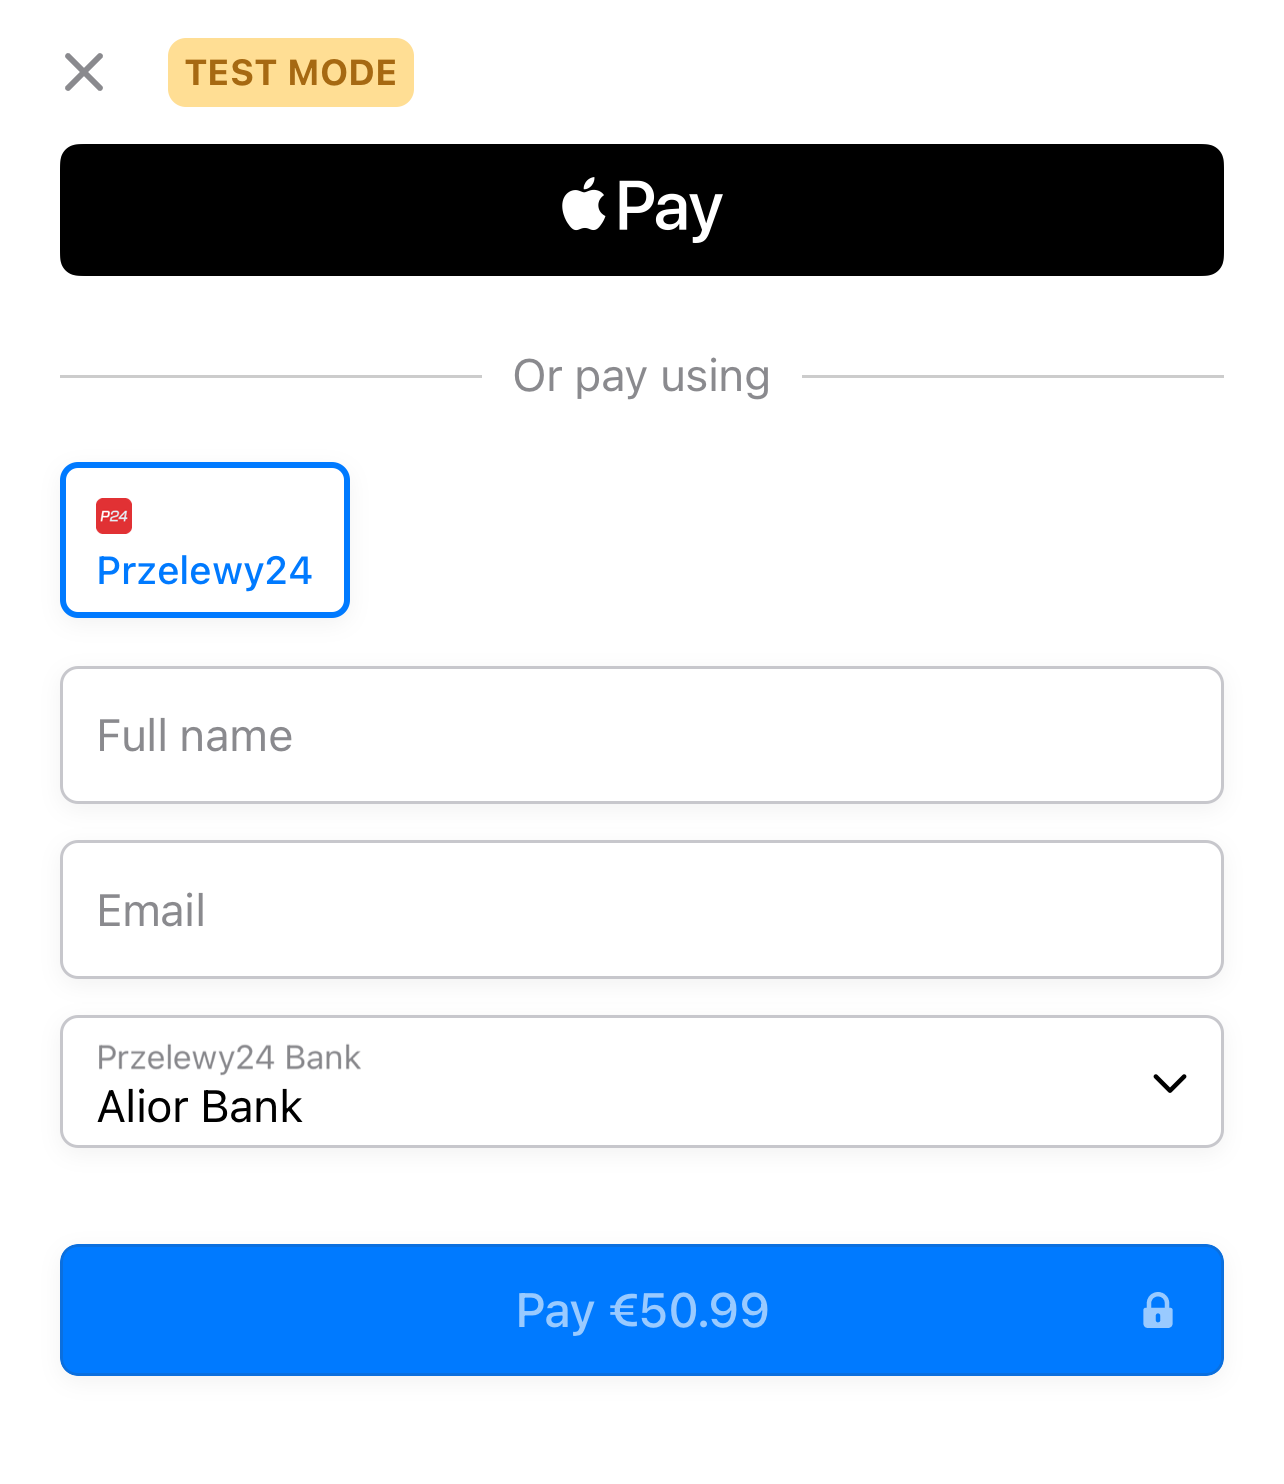 TEST MODE
Pay
Or pay using
P24
Przelewy24
Full name
Email
Przelewy24 Bank
Alior Bank
Pay €50.99